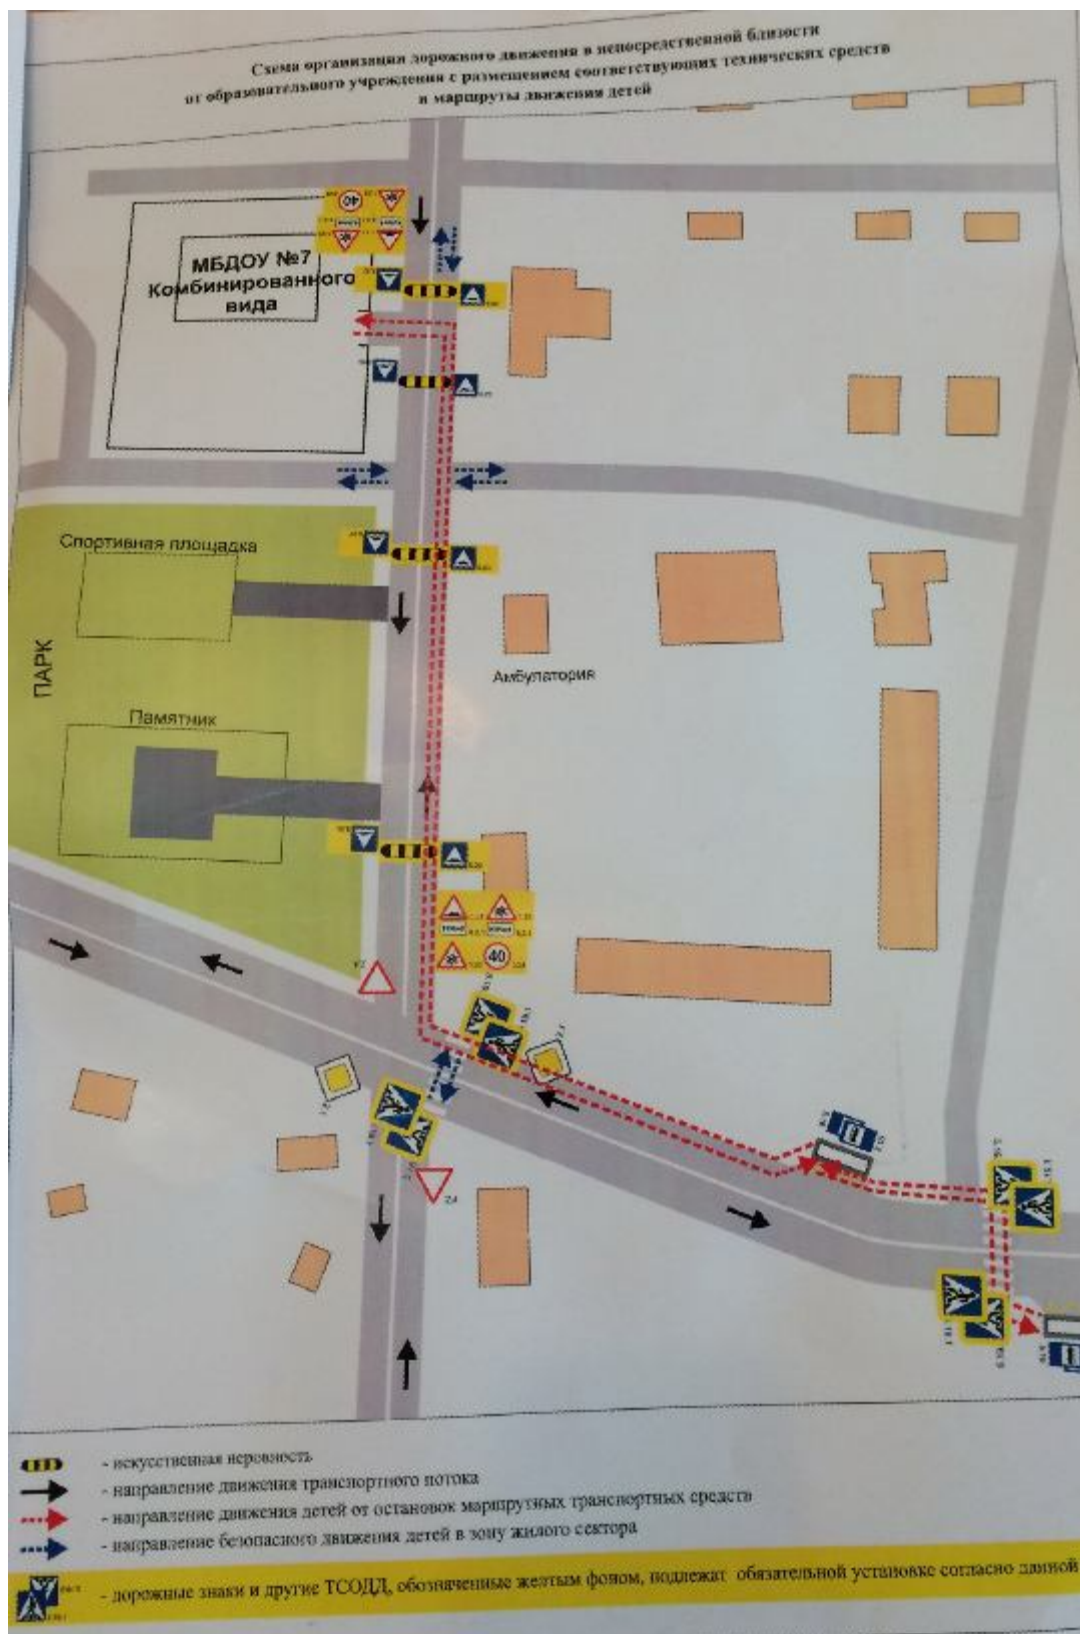 Схема организации дорожного движения в непосредственной близости
от образовательного учреждения с размещением соответствующих технических средств
и маршруты движения детей
40
МБДОУ №7
Комбинированного
вида
Спортивная площадка
ПАРК
Амбулатория
Памятник
40
2.4
- искусственная неровность
- направление движения транспортного потока
- направление движения детей от остановок маршрутных транспортных средств
- направление безопасного движения детей в зону жилого сектора
- дорожные знаки и другие ТСОДД, обозначенные желтым фоном, подлежат обязательной установке согласно данной